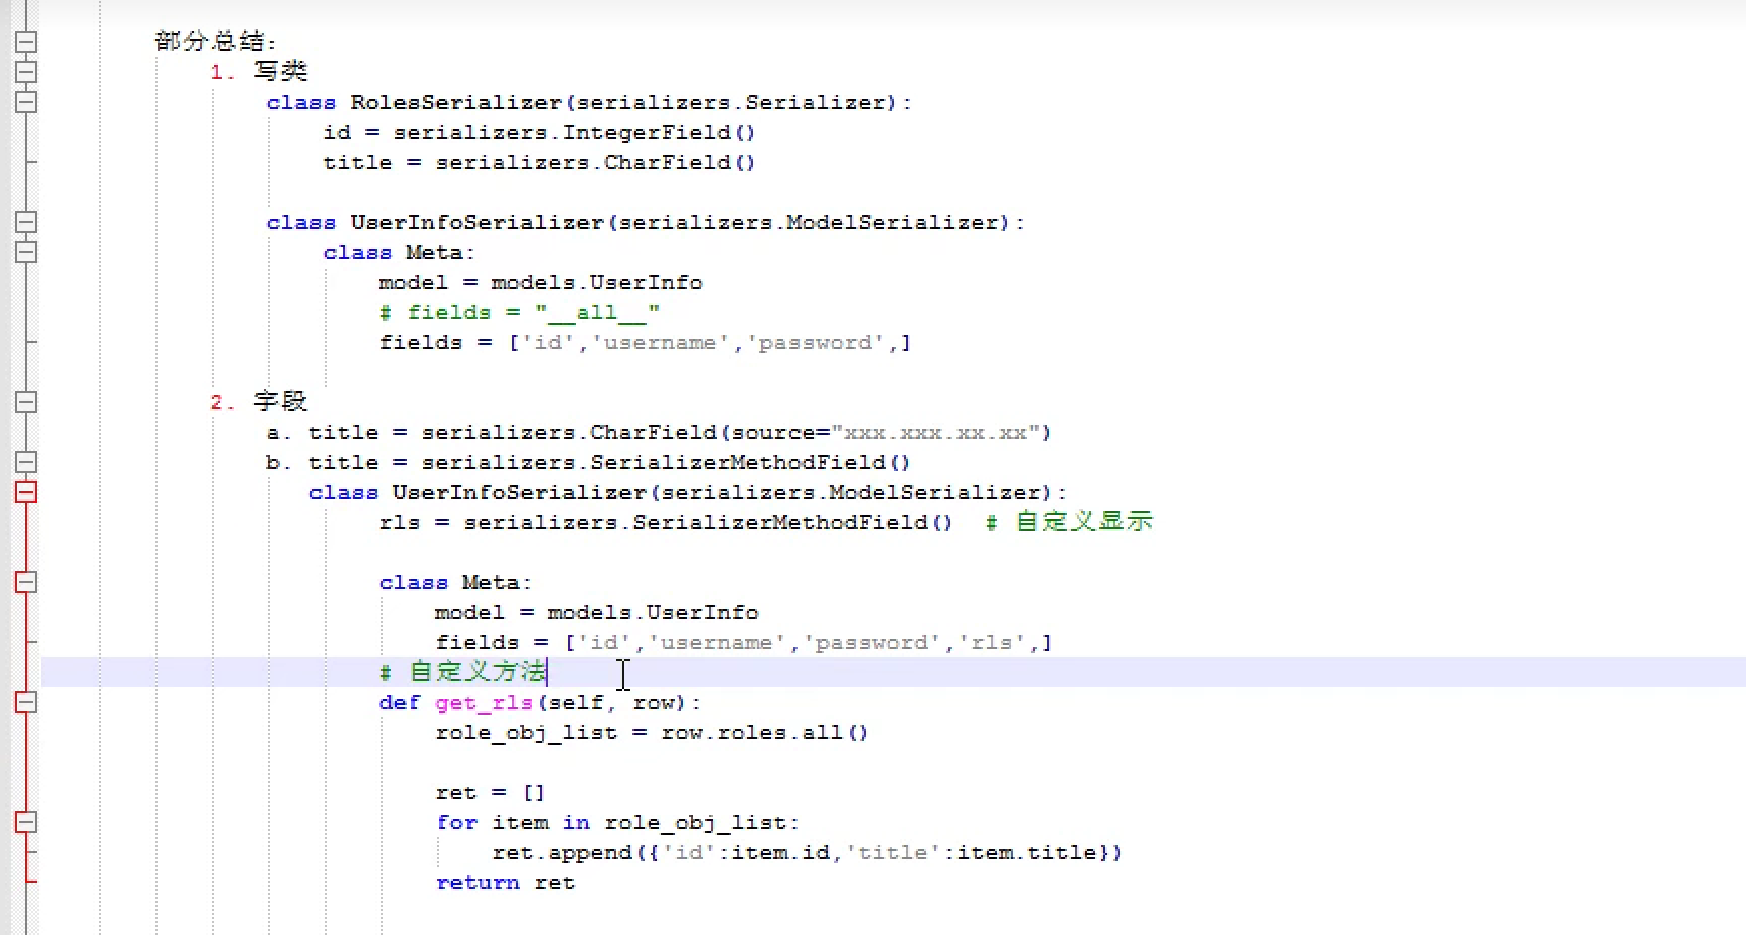 部分总结:
1. 写类
class RolesSerializer(serializers.Serializer):
id = serializers.IntegerField()
title = serializers.CharField()
class UserInfoSerializer(serializers.ModelSerializer):
class Meta:
model = models.UserInfo
# fields = "__all__"
fields = ['id','username','password',]
2. 字段
a. title = serializers.CharField(source="xxx.xxx.xx.xx")
b. title = serializers.SerializerMethodField()
class UserInfoSerializer(serializers.ModelSerializer):
rls = serializers.SerializerMethodField()  # 自定义显示
class Meta:
model = models.UserInfo
fields = ['id','username','password','rls',]
# 自定义方法
def get_rls(self, row):
role_obj_list = row.roles.all()
ret = []
for item in role_obj_list:
ret.append({'id':item.id,'title':item.title})
return ret